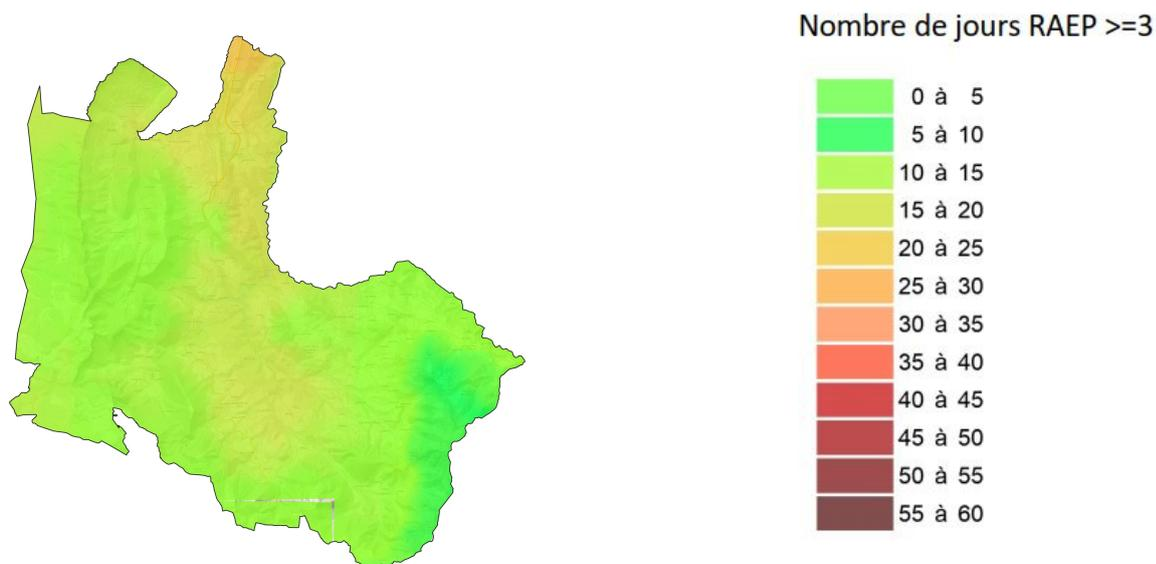 Nombre de jours RAEP >=3
0 à 5
5 à 10
10 à 15
15 à 20
20 à 25
25 à 30
30 à 35
35 à 40
40 à 45
45 à 50
50 à 55
55 à 60